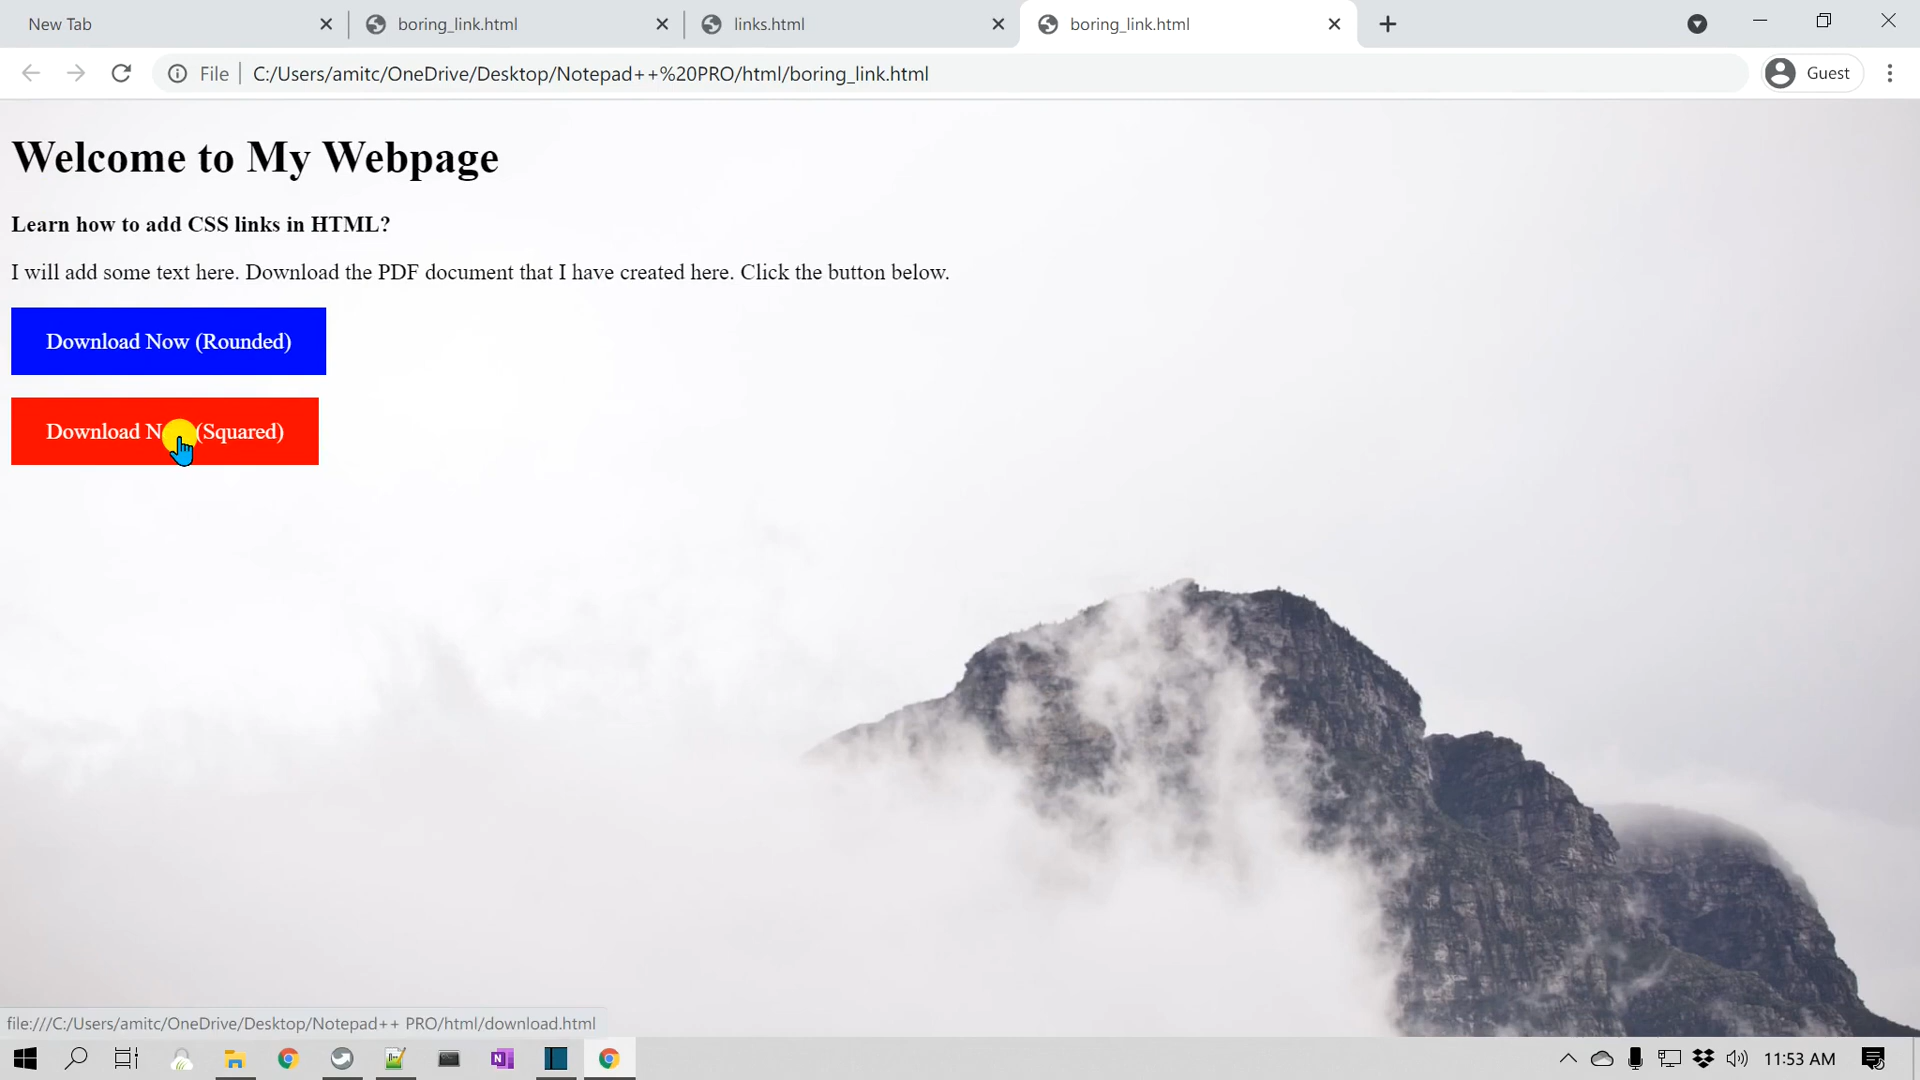 New Tab
boring_link.html
links.html
boring_link.html
File
C:/Users/amitc/OneDrive/Desktop/Notepad++%20PRO/html/boring_link.html
Guest
Welcome to My Webpage
Learn how to add CSS links in HTML?
I will add some text here. Download the PDF document that I have created here. Click the button below.
Download Now (Rounded)
Download N (Squared)
file:///C:/Users/amitc/OneDrive/Desktop/Notepad++ PRO/html/download.html
11:53 AM